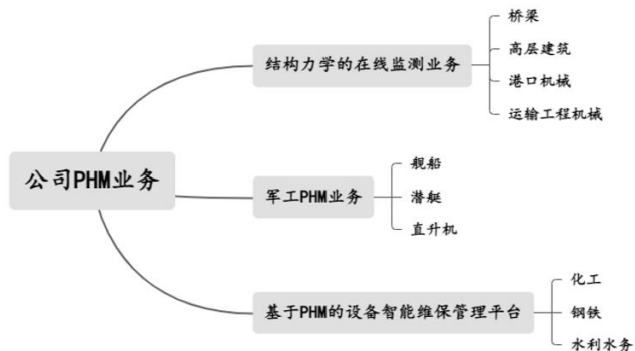 公司PHM业务
结构力学的在线监测业务
桥梁
高层建筑
港口机械
运输工程机械
军工PHM业务
舰船
潜艇
直升机
基于PHM的设备智能维保管理平台
化工
钢铁
水利水务